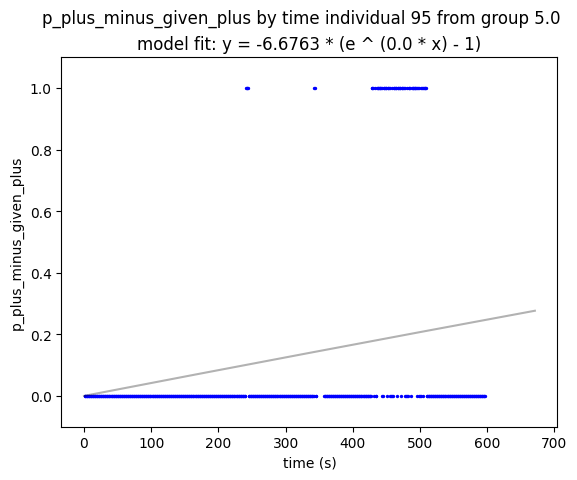 p_plus_minus_given_plus by time individual 95 from group 5.0
model fit: y = -6.6763 * (e ^ (0.0 * x) - 1)
1.0
0.8
0.6
0.4
0.2
0.0
p_plus_minus_given_plus
0 100 200 300 400 500 600 700
time (s)